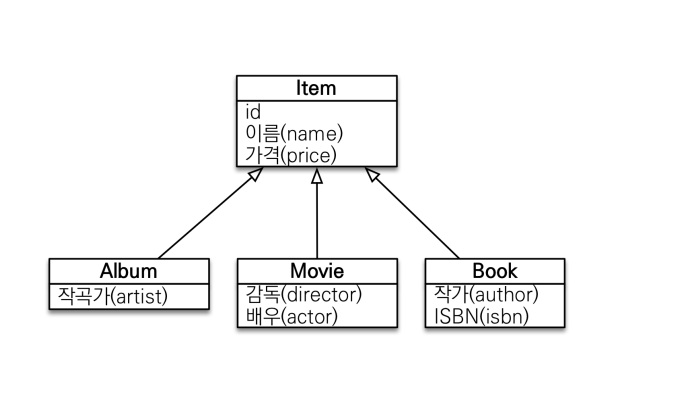 Item
id
이름(name)
가격(price)
Album
작곡가(artist)
Movie
감독(director)
배우(actor)
Book
작가(author)
ISBN(isbn)